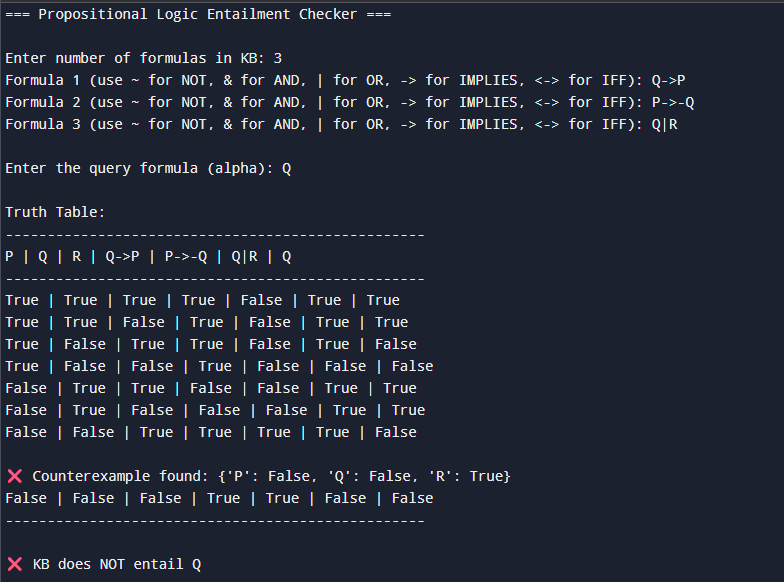 === Propositional Logic Entailment Checker ===
Enter number of formulas in KB: 3
Formula 1 (use ~ for NOT, & for AND, | for OR, -> for IMPLIES, <-> for IFF): Q->P
Formula 2 (use ~ for NOT, & for AND, | for OR, -> for IMPLIES, <-> for IFF): P->-Q
Formula 3 (use ~ for NOT, & for AND, | for OR, -> for IMPLIES, <-> for IFF): Q|R
Enter the query formula (alpha): Q
Truth Table:
--------------------------------------------------
P | Q | R | Q->P | P->-Q | Q|R | Q
--------------------------------------------------
True | True | True | True | False | True | True
True | True | False | True | False | True | True
True | False | True | True | False | True | False
True | False | False | True | False | False | False
False | True | True | False | False | True | True
False | True | False | False | False | True | True
False | False | True | True | True | True | False
❌ Counterexample found: {'P': False, 'Q': False, 'R': True}
False | False | False | True | True | False | False
--------------------------------------------------
❌ KB does NOT entail Q